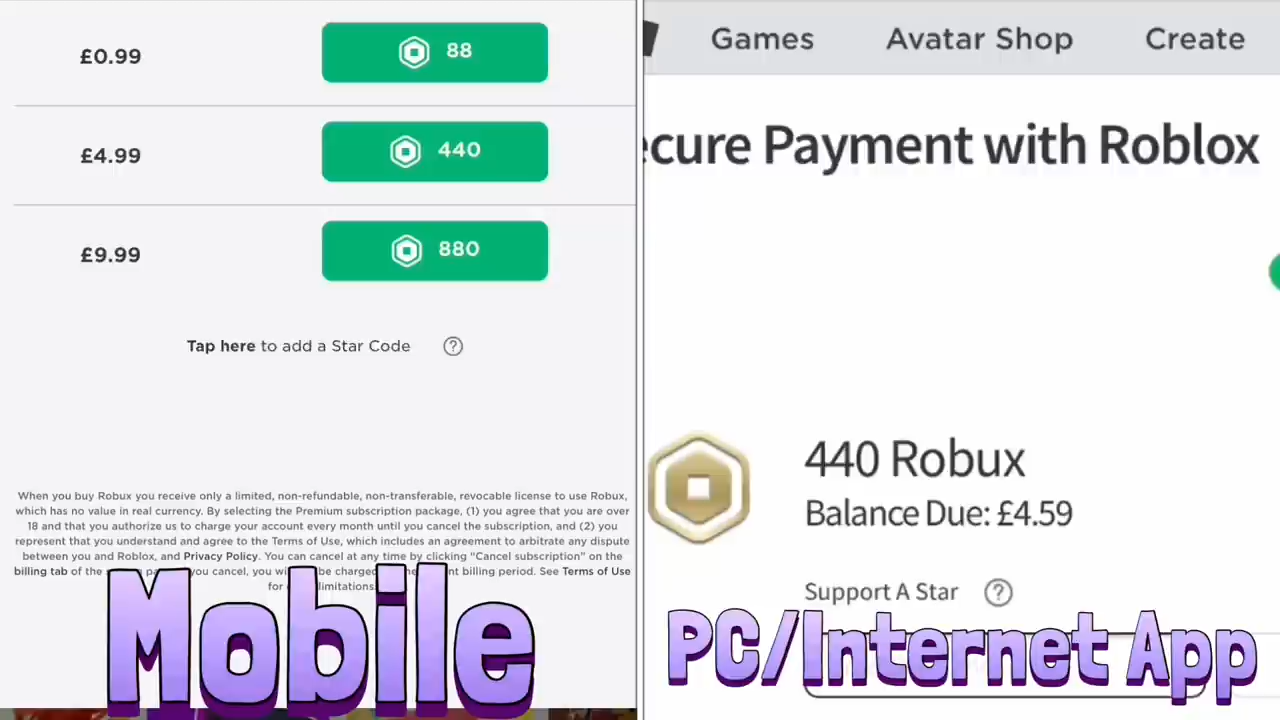 £0.99
88
£4.99
440
£9.99
880
Tap here to add a Star Code ?
When you buy Robux you receive only a limited, non-refundable, non-transferable, revocable license to use Robux,
which has no value in real currency. By selecting the Premium subscription package, (1) you agree that you are over
18 and that you authorize us to charge your account every month until you cancel the subscription, and (2) you
represent that you understand and agree to the Terms of Use, which includes an agreement to arbitrate any dispute
between you and Roblox, and Privacy Policy. You can cancel at any time by clicking "Cancel subscription" on the
billing tab of the you cancel, you be billing period. See Terms of Use
for limitations.
Mobile
Games Avatar Shop Create
ecure Payment with Roblox
440 Robux
Balance Due: £4.59
Support A Star ?
PC/Internet App